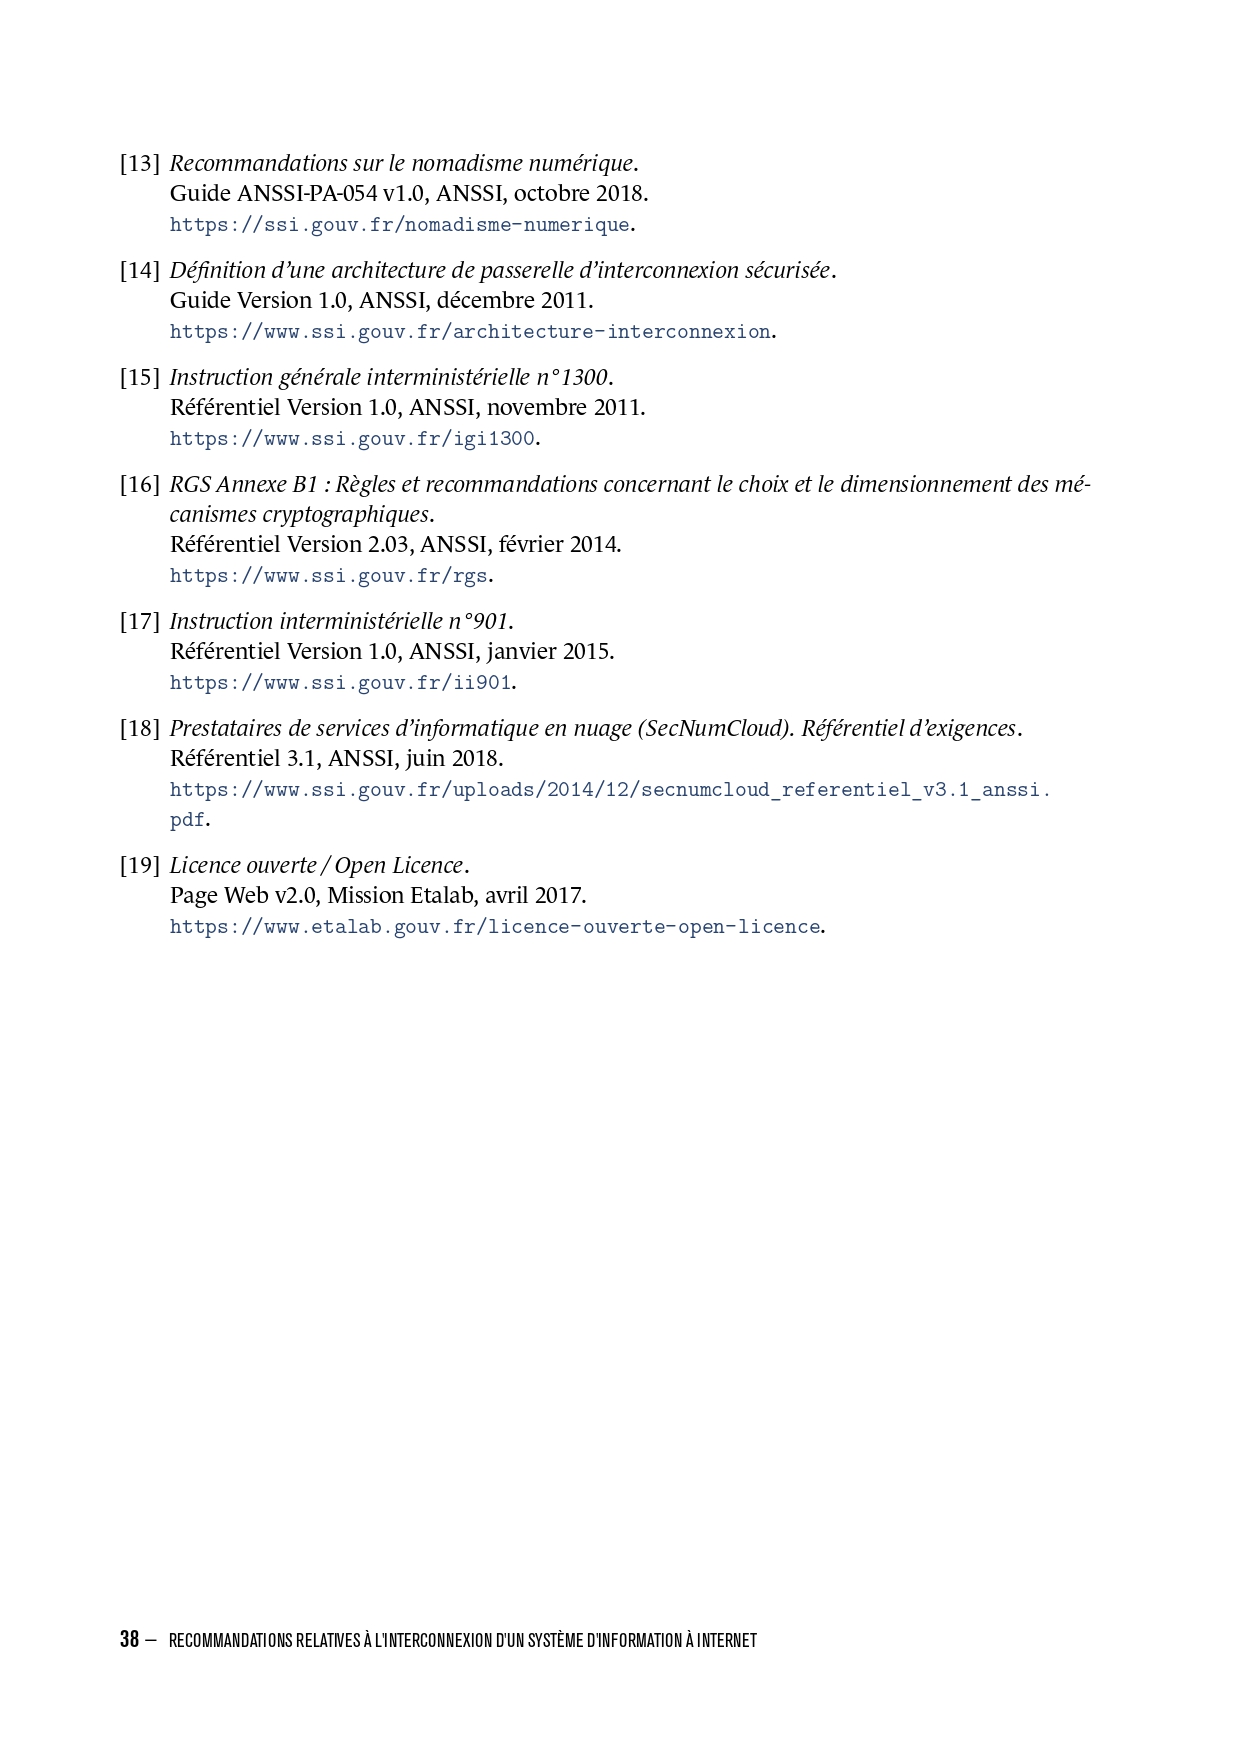 [13] Recommandations sur le nomadisme numérique.
Guide ANSSI-PA-054 v1.0, ANSSI, octobre 2018.
https://ssi.gouv.fr/nomadisme-numerique.
[14] Définition d’une architecture de passerelle d’interconnexion sécurisée.
Guide Version 1.0, ANSSI, décembre 2011.
https://www.ssi.gouv.fr/architecture-interconnexion.
[15] Instruction générale interministérielle n°1300.
Référentiel Version 1.0, ANSSI, novembre 2011.
https://www.ssi.gouv.fr/igi1300.
[16] RGS Annexe B1 : Règles et recommandations concernant le choix et le dimensionnement des mé-
canismes cryptographiques.
Référentiel Version 2.03, ANSSI, février 2014.
https://www.ssi.gouv.fr/rgs.
[17] Instruction interministérielle n°901.
Référentiel Version 1.0, ANSSI, janvier 2015.
https://www.ssi.gouv.fr/ii901.
[18] Prestataires de services d’informatique en nuage (SecNumCloud). Référentiel d’exigences.
Référentiel 3.1, ANSSI, juin 2018.
https://www.ssi.gouv.fr/uploads/2014/12/secnumcloud_referentiel_v3.1_anssi.
pdf.
[19] Licence ouverte / Open Licence.
Page Web v2.0, Mission Etalab, avril 2017.
https://www.etalab.gouv.fr/licence-ouverte-open-licence.
38 – RECOMMANDATIONS RELATIVES À L'INTERCONNEXION D'UN SYSTÈME D'INFORMATION À INTERNET